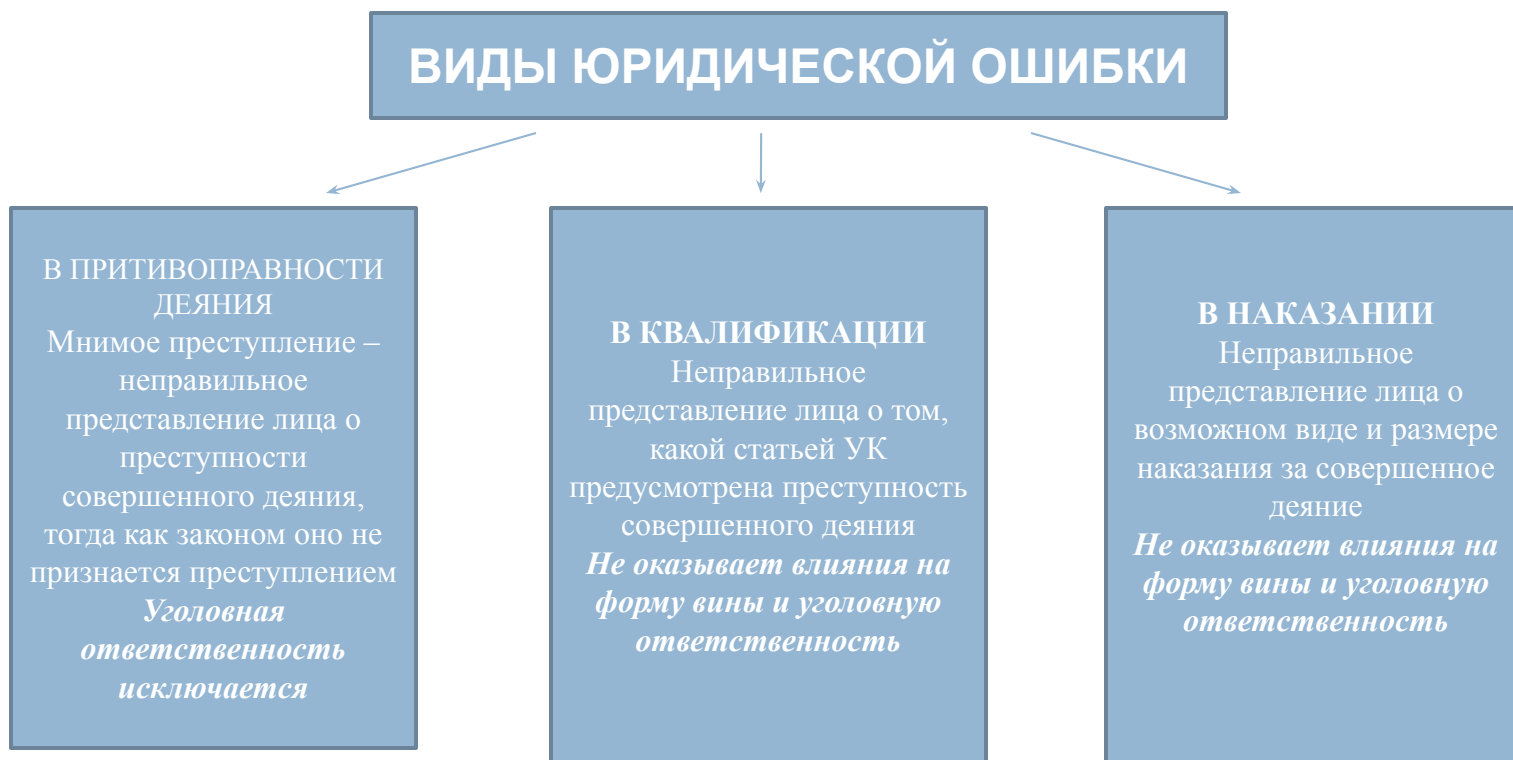 ВИДЫ ЮРИДИЧЕСКОЙ ОШИБКИ
В ПРИТИВОПРАВНОСТИ
ДЕЯНИЯ
Мнимое преступление –
неправильное
представление лица о
преступности
совершенного деяния,
тогда как законом оно не
признается преступлением
Уголовная
ответственность
исключается
В КВАЛИФИКАЦИИ
Неправильное
представление лица о том,
какой статьей УК
предусмотрена преступность
совершенного деяния
Не оказывает влияния на
форму вины и уголовную
ответственность
В НАКАЗАНИИ
Неправильное
представление лица о
возможном виде и размере
наказания за совершенное
деяние
Не оказывает влияния на
форму вины и уголовную
ответственность